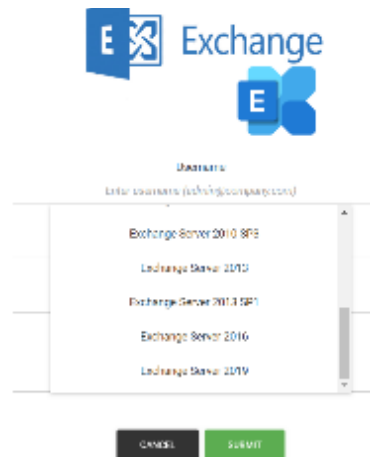 E
Exchange
E
Username
Enter username (admin@company.com)
Exchange Server 2010 SP3
Exchange Server 2013
Exchange Server 2013 SP1
Exchange Server 2016
Exchange Server 2019
CANCEL
SUBMIT